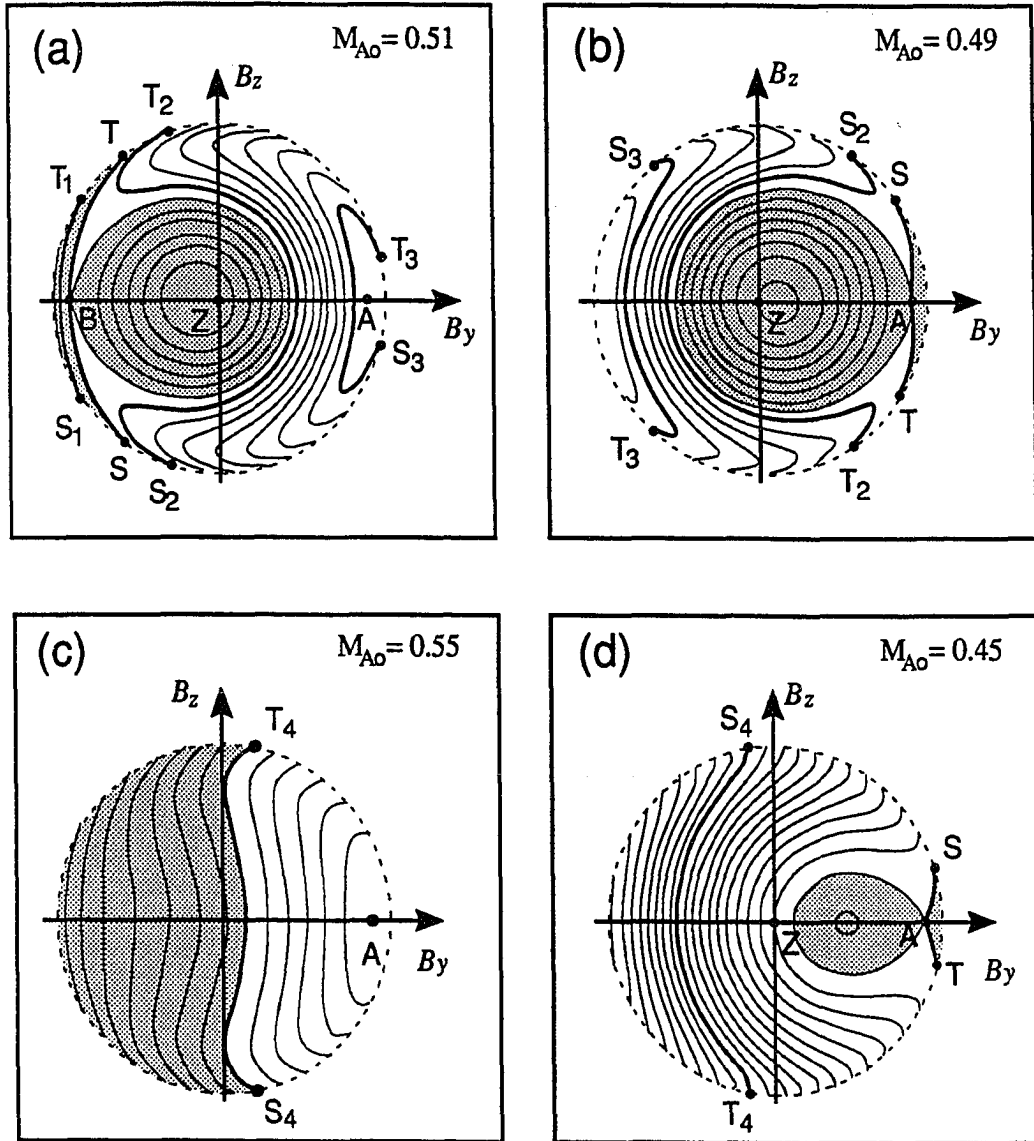 (a)
M_Ao = 0.51
B_z
T_2
T
T_1
T_3
B
Z
A
B_y
S_3
S_1
S
S_2
(b)
M_Ao = 0.49
B_z
S_3
S_2
S
Z
A
B_y
T
T_3
T_2
(c)
M_Ao = 0.55
B_z
T_4
A
B_y
S_4
(d)
M_Ao = 0.45
B_z
S_4
S
Z
A
B_y
T
T_4